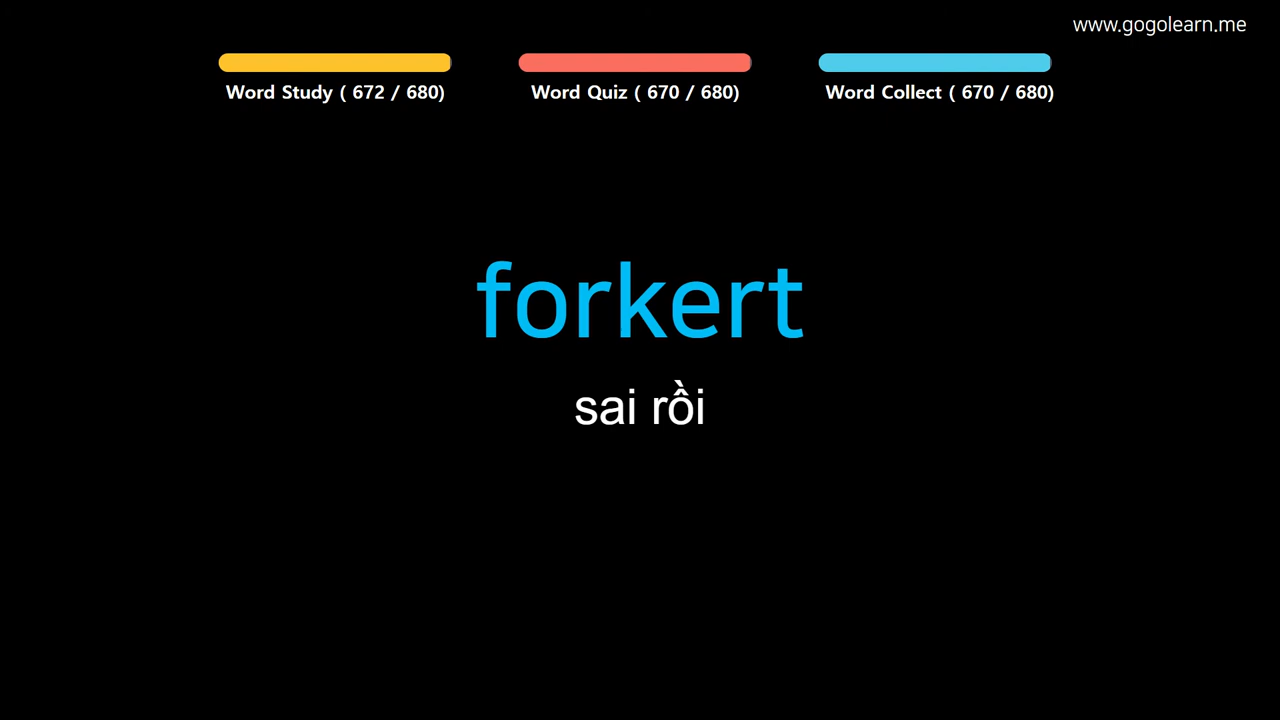 www.gogolearn.me
Word Study ( 672 / 680)
Word Quiz ( 670 / 680)
Word Collect ( 670 / 680)
forkert
sai rồi